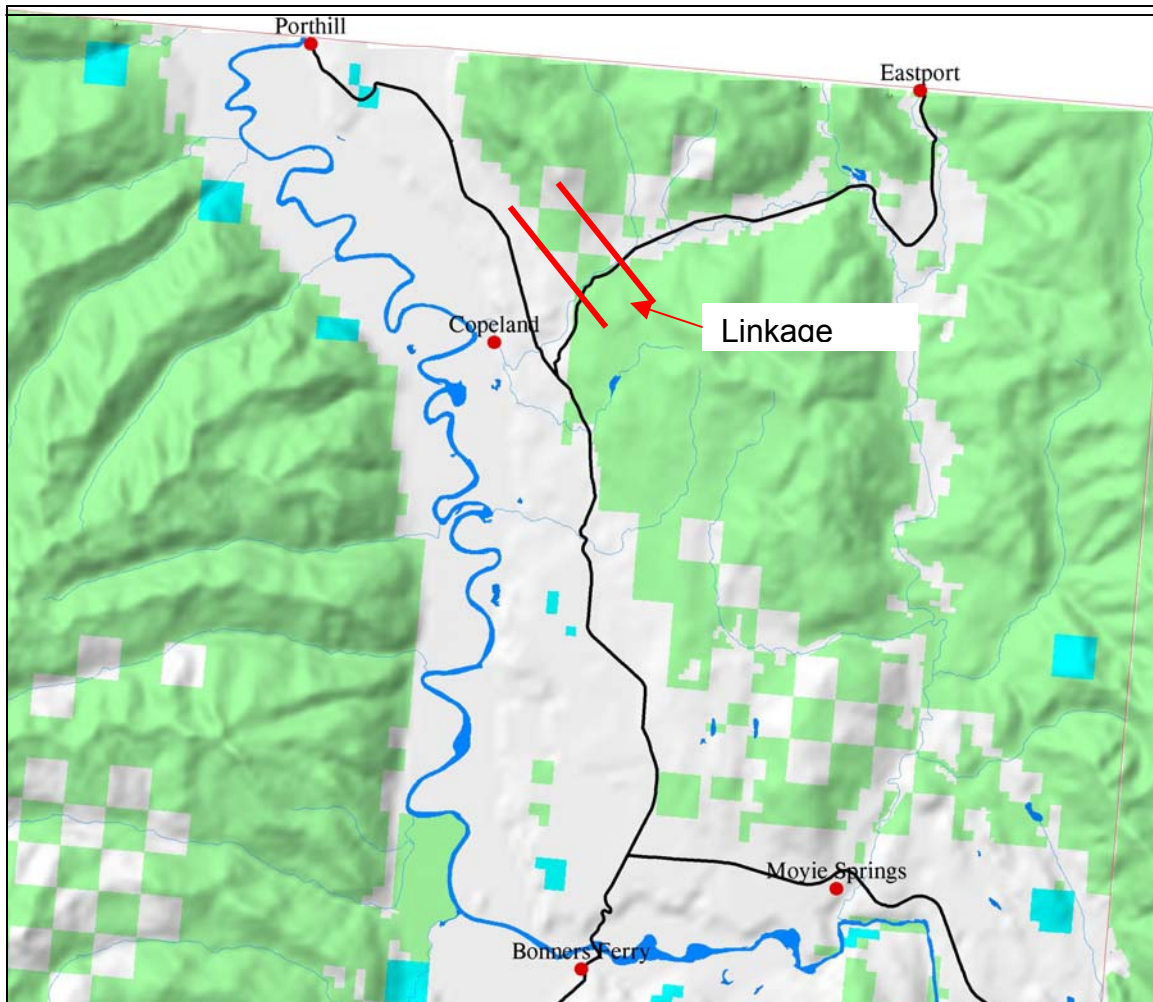 Porthill
Eastport
Copeland
Linkage
Moyie Springs
Bonners Ferry